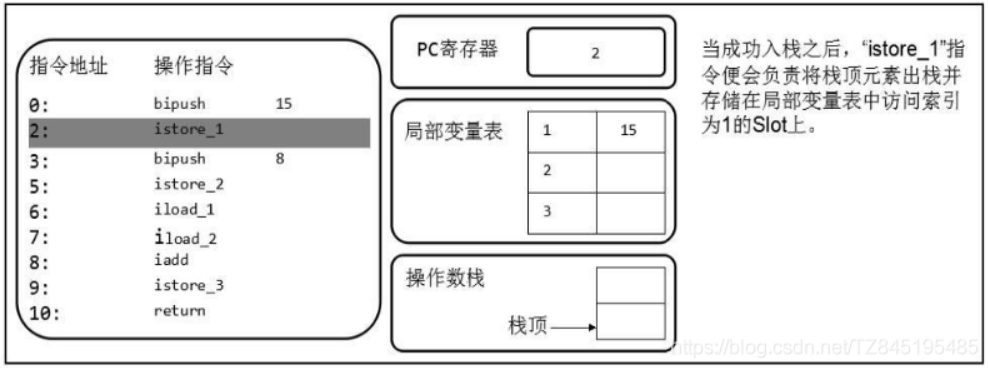 指令地址 操作指令
0: bipush 15
2: istore_1
3: bipush 8
5: istore_2
6: iload_1
7: iload_2
8: iadd
9: istore_3
10: return
PC寄存器 2
局部变量表 1 15
2
3
操作数栈
栈顶
当成功入栈之后，“istore_1”指
令便会负责将栈顶元素出栈并
存储在局部变量表中访问索引
为1的Slot上。
https://blog.csdn.net/TZ845195485